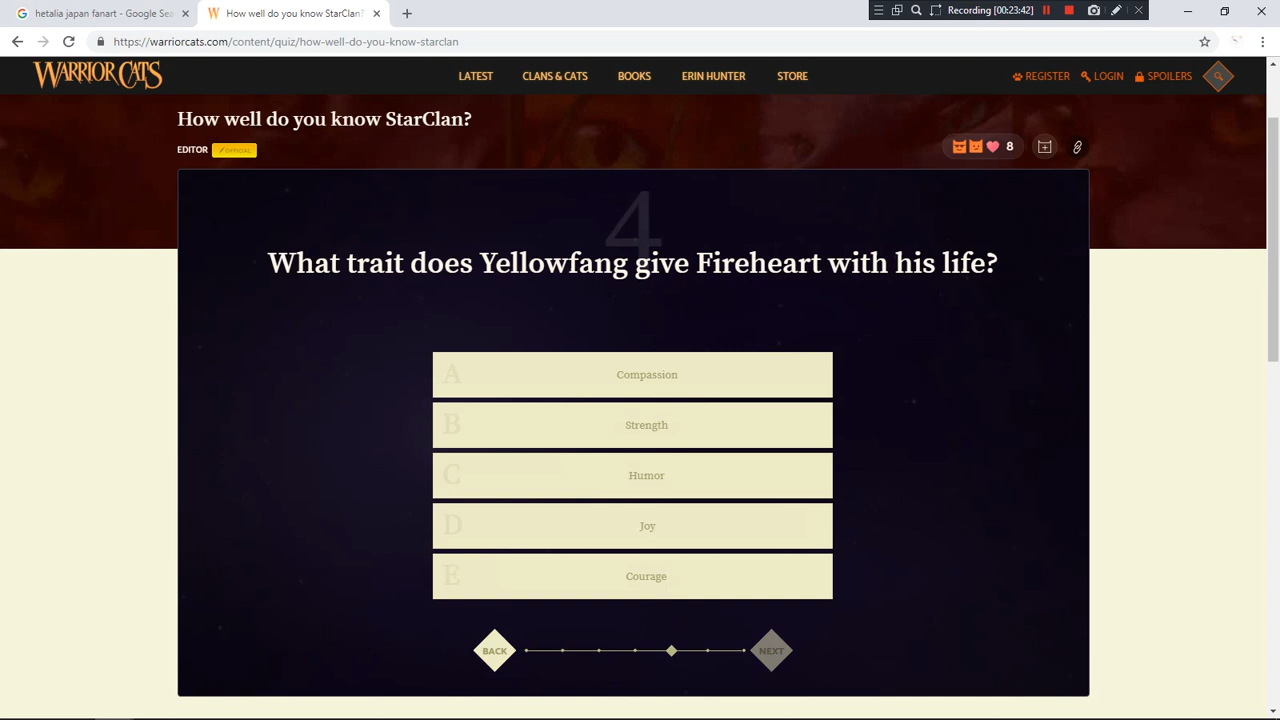 hetalia japan fanart - Google Sea
How well do you know StarClan?
Recording [00:23:42]
https://warriorcats.com/content/quiz/how-well-do-you-know-starclan
WARRIOR CATS
LATEST
CLANS & CATS
BOOKS
ERIN HUNTER
STORE
REGISTER
LOGIN
SPOILERS
How well do you know StarClan?
EDITOR
OFFICIAL
8
4
What trait does Yellowfang give Fireheart with his life?
A Compassion
B Strength
C Humor
D Joy
E Courage
BACK
NEXT